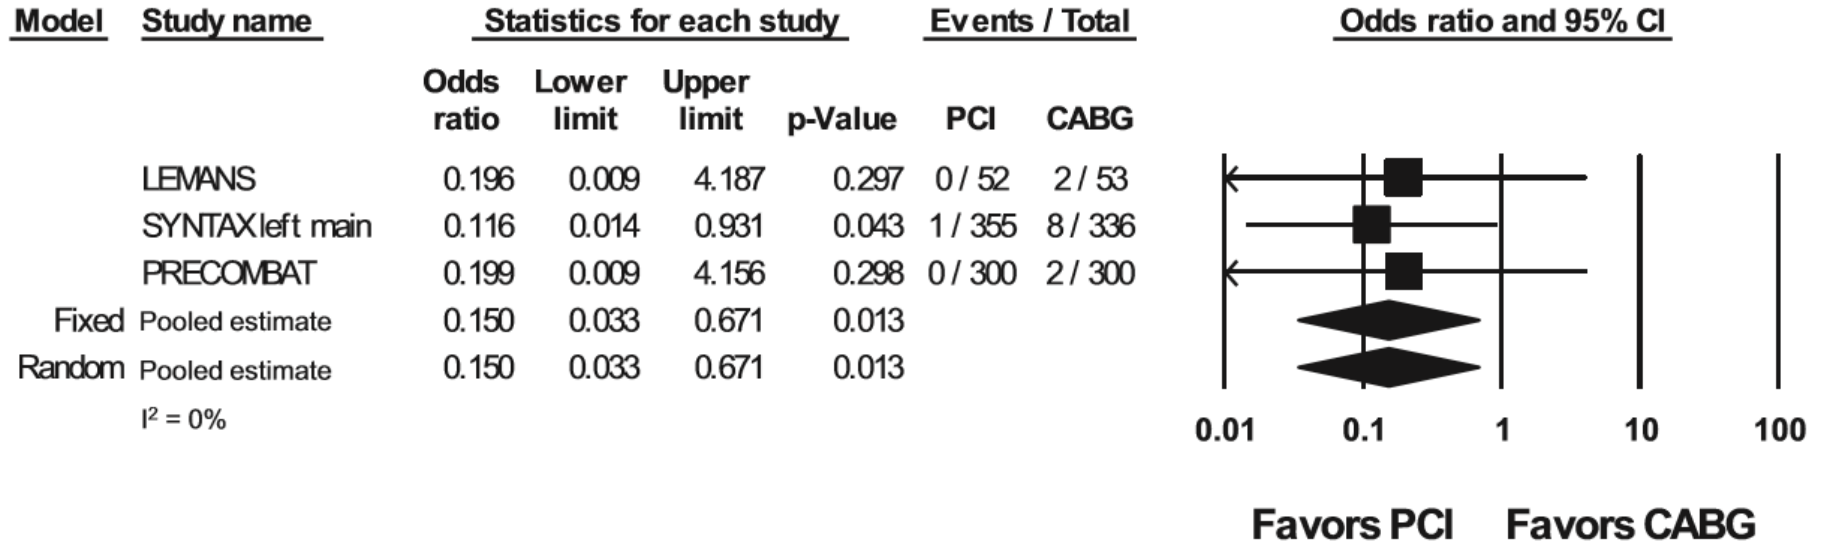 Model Study name Statistics for each study Events / Total Odds ratio and 95% CI
Odds ratio Lower limit Upper limit p-Value PCI CABG
LEMANS 0.196 0.009 4.187 0.297 0 / 52 2 / 53
SYNTAX left main 0.116 0.014 0.931 0.043 1 / 355 8 / 336
PRECOMBAT 0.199 0.009 4.156 0.298 0 / 300 2 / 300
Fixed Pooled estimate 0.150 0.033 0.671 0.013
Random Pooled estimate 0.150 0.033 0.671 0.013
I² = 0%
0.01 0.1 1 10 100
Favors PCI Favors CABG